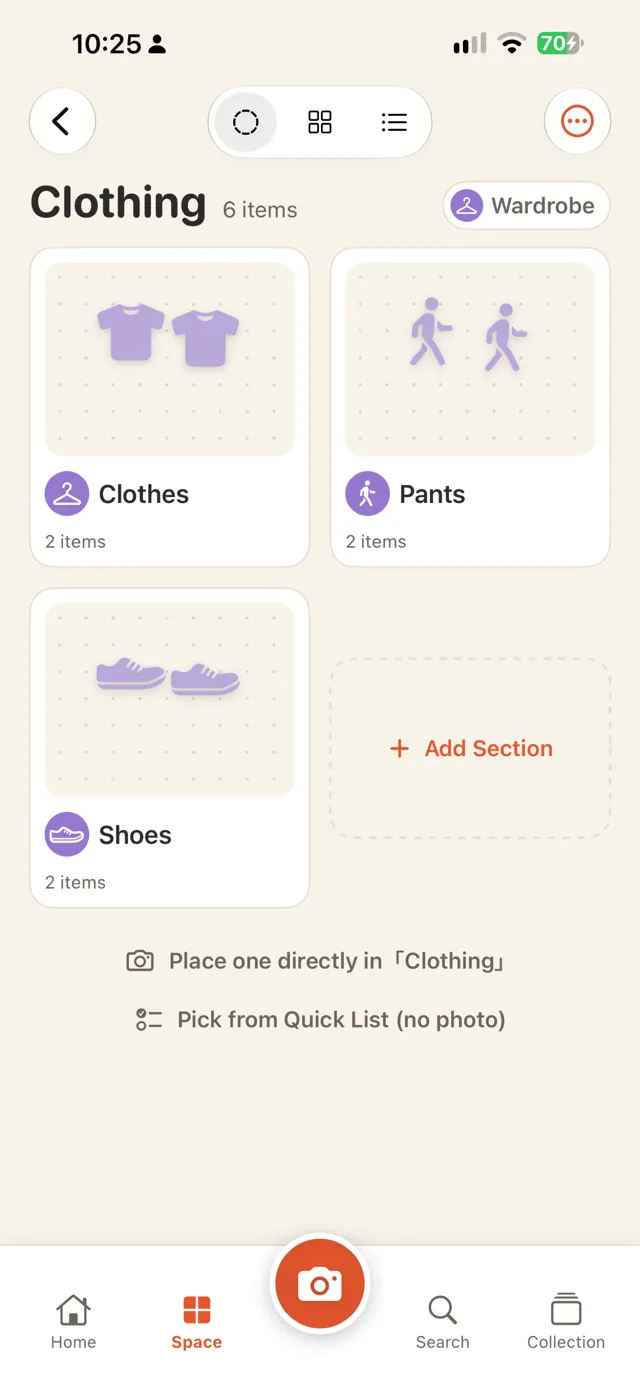 10:25
70
Clothing 6 items
Wardrobe
Clothes
2 items
Pants
2 items
Shoes
2 items
+ Add Section
Place one directly in「Clothing」
Pick from Quick List (no photo)
Home
Space
Search
Collection